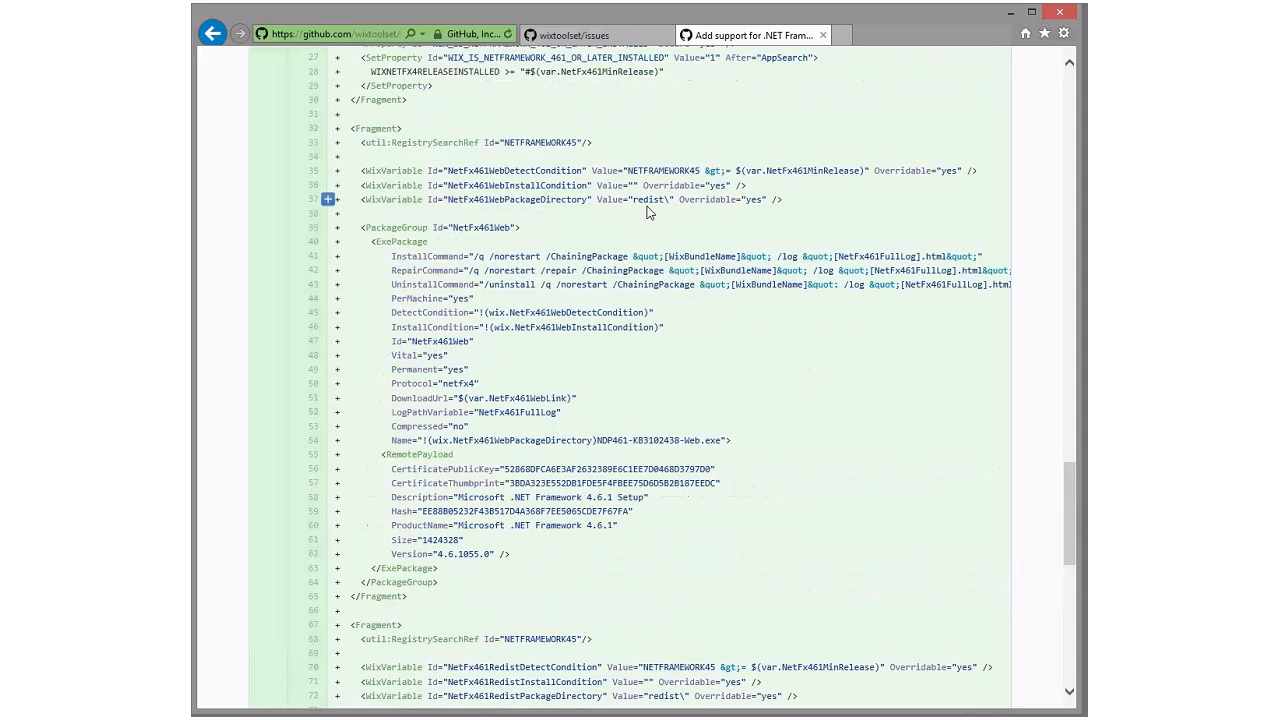 https://github.com/wixtoolset/
GitHub, Inc...
wixtoolset/issues
Add support for .NET Fram...
27 + <SetProperty Id="WIX_IS_NETFRAMEWORK_461_OR_LATER_INSTALLED" Value="1" After="AppSearch">
28 + WIXNETFX4RELEASEINSTALLED >= "#$(var.NetFx461MinRelease)"
29 + </SetProperty>
30 + </Fragment>
31 +
32 + <Fragment>
33 + <util:RegistrySearchRef Id="NETFRAMEWORK45"/>
34 +
35 + <WixVariable Id="NetFx461WebDetectCondition" Value="NETFRAMEWORK45 &gt;= $(var.NetFx461MinRelease)" Overridable="yes" />
36 + <WixVariable Id="NetFx461WebInstallCondition" Value="" Overridable="yes" />
37 + <WixVariable Id="NetFx461WebPackageDirectory" Value="redist\" Overridable="yes" />
38 +
39 + <PackageGroup Id="NetFx461Web">
40 + <ExePackage
41 + InstallCommand="/q /norestart /ChainingPackage &quot;[WixBundleName]&quot; /log &quot;[NetFx461FullLog].html&quot;"
42 + RepairCommand="/q /norestart /repair /ChainingPackage &quot;[WixBundleName]&quot; /log &quot;[NetFx461FullLog].html&quot;
43 + UninstallCommand="/uninstall /q /norestart /ChainingPackage &quot;[WixBundleName]&quot; /log &quot;[NetFx461FullLog].html
44 + PerMachine="yes"
45 + DetectCondition="!(wix.NetFx461WebDetectCondition)"
46 + InstallCondition="!(wix.NetFx461WebInstallCondition)"
47 + Id="NetFx461Web"
48 + Vital="yes"
49 + Permanent="yes"
50 + Protocol="netfx4"
51 + DownloadUrl="$(var.NetFx461WebLink)"
52 + LogPathVariable="NetFx461FullLog"
53 + Compressed="no"
54 + Name="!(wix.NetFx461WebPackageDirectory)NDP461-KB3102438-Web.exe">
55 + <RemotePayload
56 + CertificatePublicKey="52868DFCA6E3AF2632389E6C1EE7D0468D3797D0"
57 + CertificateThumbprint="3BDA323E552DB1FDE5F4FBEE75D6D5B2B187EEDC"
58 + Description="Microsoft .NET Framework 4.6.1 Setup"
59 + Hash="EE88B05232F43B517D4A368F7EE5065CDE7F67FA"
60 + ProductName="Microsoft .NET Framework 4.6.1"
61 + Size="1424328"
62 + Version="4.6.1055.0" />
63 + </ExePackage>
64 + </PackageGroup>
65 + </Fragment>
66 +
67 + <Fragment>
68 + <util:RegistrySearchRef Id="NETFRAMEWORK45"/>
69 +
70 + <WixVariable Id="NetFx461RedistDetectCondition" Value="NETFRAMEWORK45 &gt;= $(var.NetFx461MinRelease)" Overridable="yes" />
71 + <WixVariable Id="NetFx461RedistInstallCondition" Value="" Overridable="yes" />
72 + <WixVariable Id="NetFx461RedistPackageDirectory" Value="redist\" Overridable="yes" />